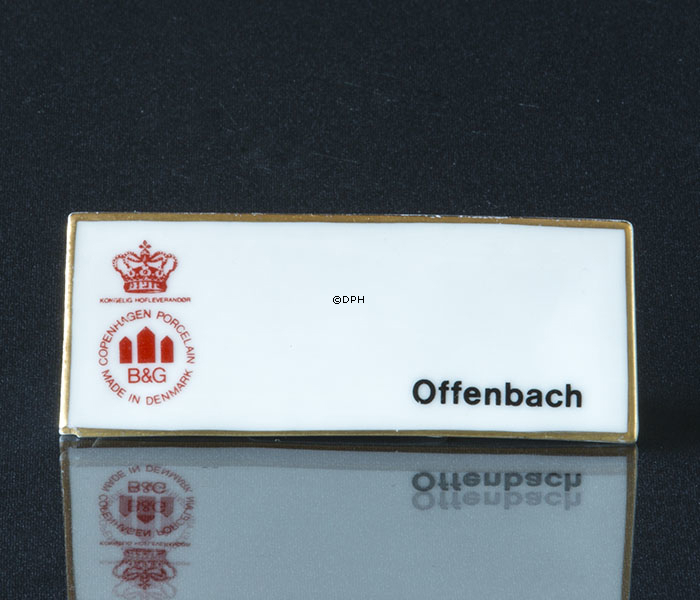 KONGELIG HOFLEVERANDØR
COPENHAGEN PORCELAIN
B&G
MADE IN DENMARK
©DPH
Offenbach